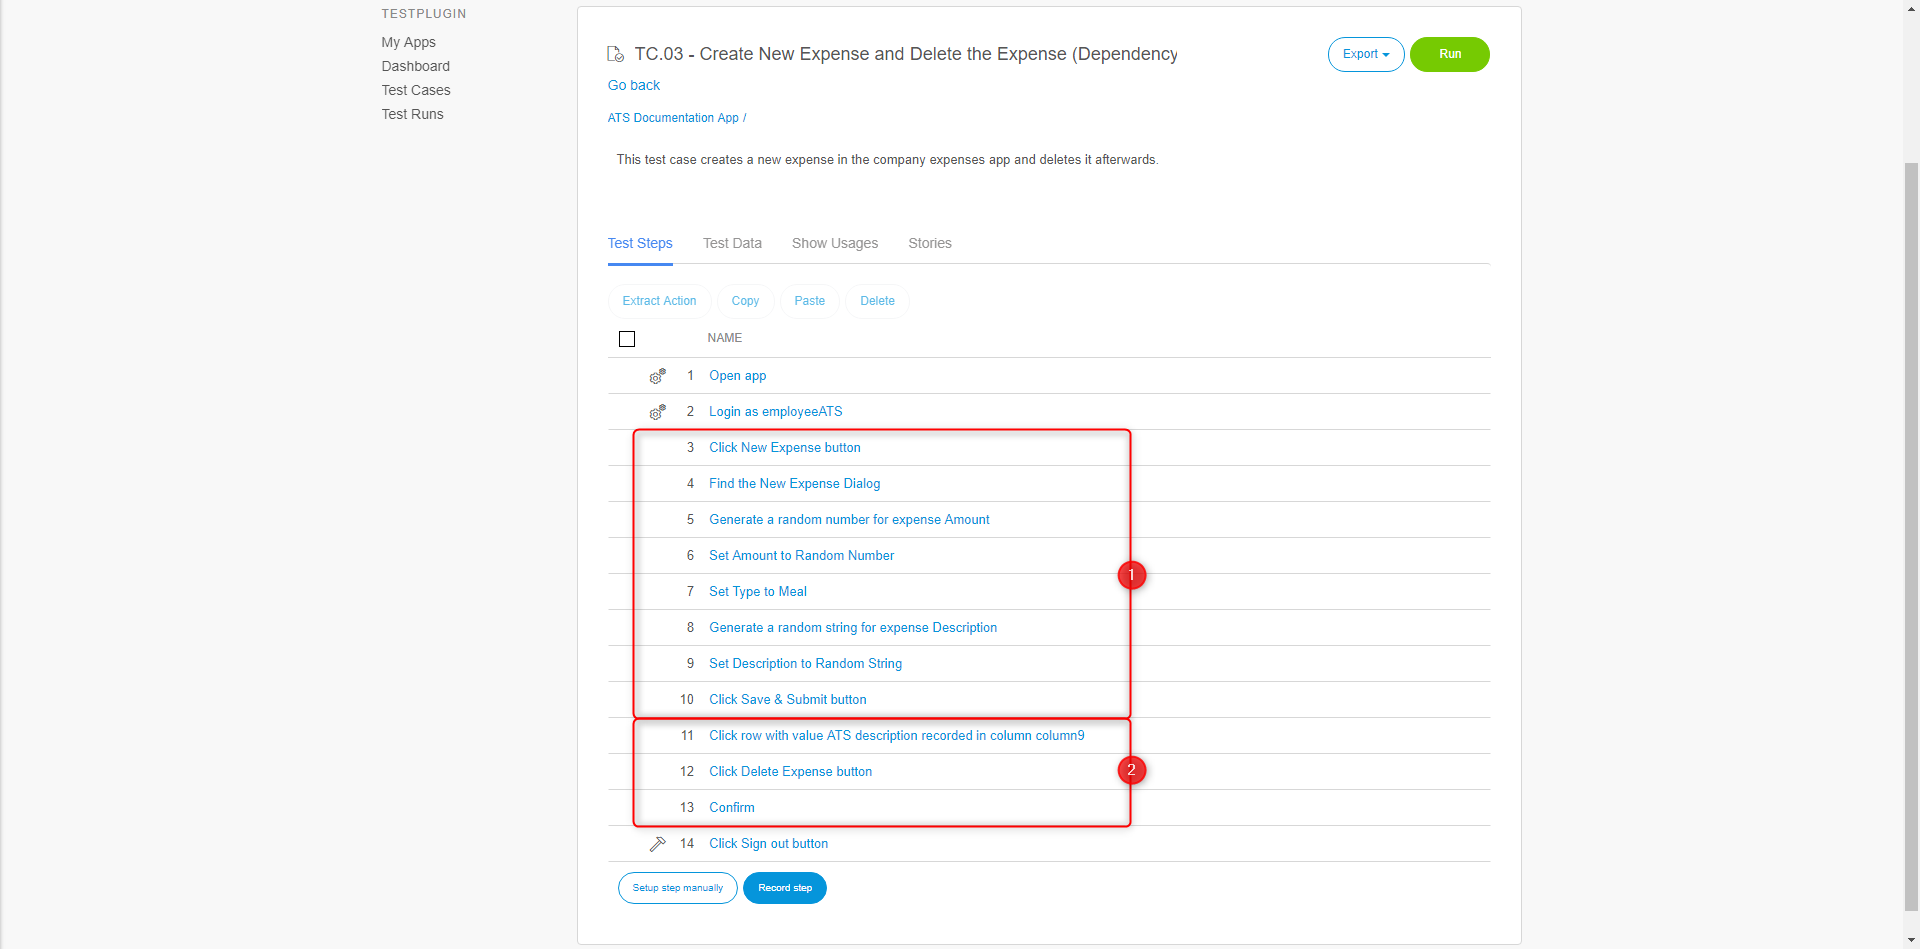 TESTPLUGIN
My Apps
Dashboard
Test Cases
Test Runs
TC.03 - Create New Expense and Delete the Expense (Dependency
Export
Run
Go back
ATS Documentation App /
This test case creates a new expense in the company expenses app and deletes it afterwards.
Test Steps Test Data Show Usages Stories
Extract Action Copy Paste Delete
NAME
1 Open app
2 Login as employeeATS
3 Click New Expense button
4 Find the New Expense Dialog
5 Generate a random number for expense Amount
6 Set Amount to Random Number
1
7 Set Type to Meal
8 Generate a random string for expense Description
9 Set Description to Random String
10 Click Save & Submit button
11 Click row with value ATS description recorded in column column9
12 Click Delete Expense button
2
13 Confirm
14 Click Sign out button
Setup step manually Record step